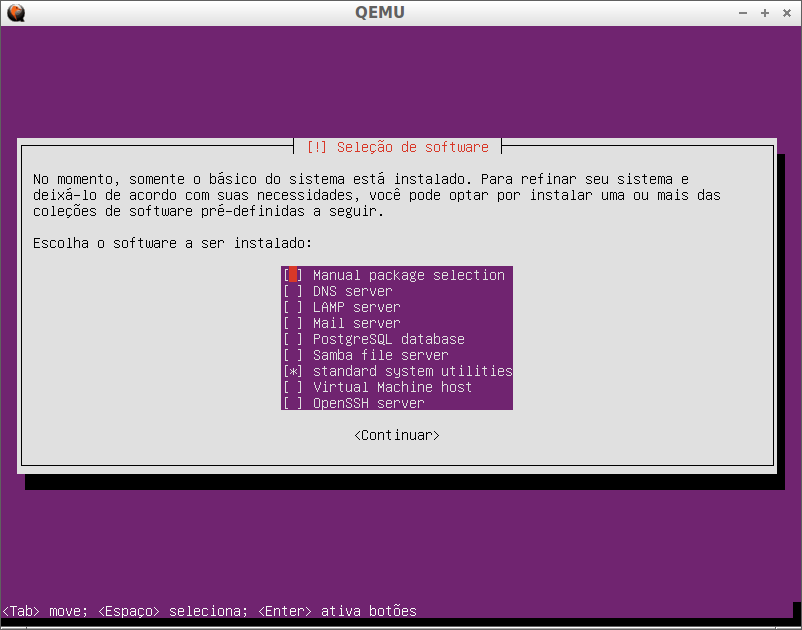 QEMU
[!] Seleção de software
No momento, somente o básico do sistema está instalado. Para refinar seu sistema e
deixá-lo de acordo com suas necessidades, você pode optar por instalar uma ou mais das
coleções de software pré-definidas a seguir.
Escolha o software a ser instalado:
[ ] Manual package selection
[ ] DNS server
[ ] LAMP server
[ ] Mail server
[ ] PostgreSQL database
[ ] Samba file server
[*] standard system utilities
[ ] Virtual Machine host
[ ] OpenSSH server
<Continuar>
<Tab> move; <Espaço> seleciona; <Enter> ativa botões